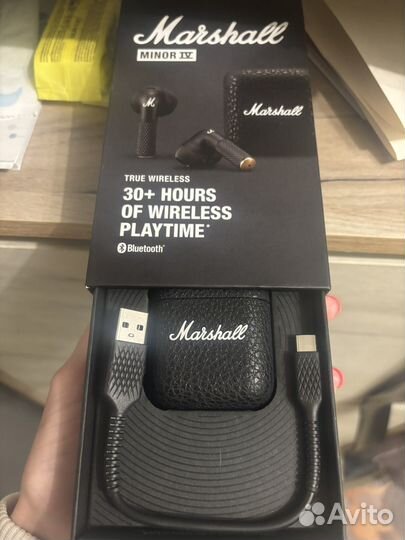 Marshall
MINOR IV
M
Marshall
TRUE WIRELESS
30+ HOURS
OF WIRELESS
PLAYTIME*
Bluetooth®
Marshall
Avito